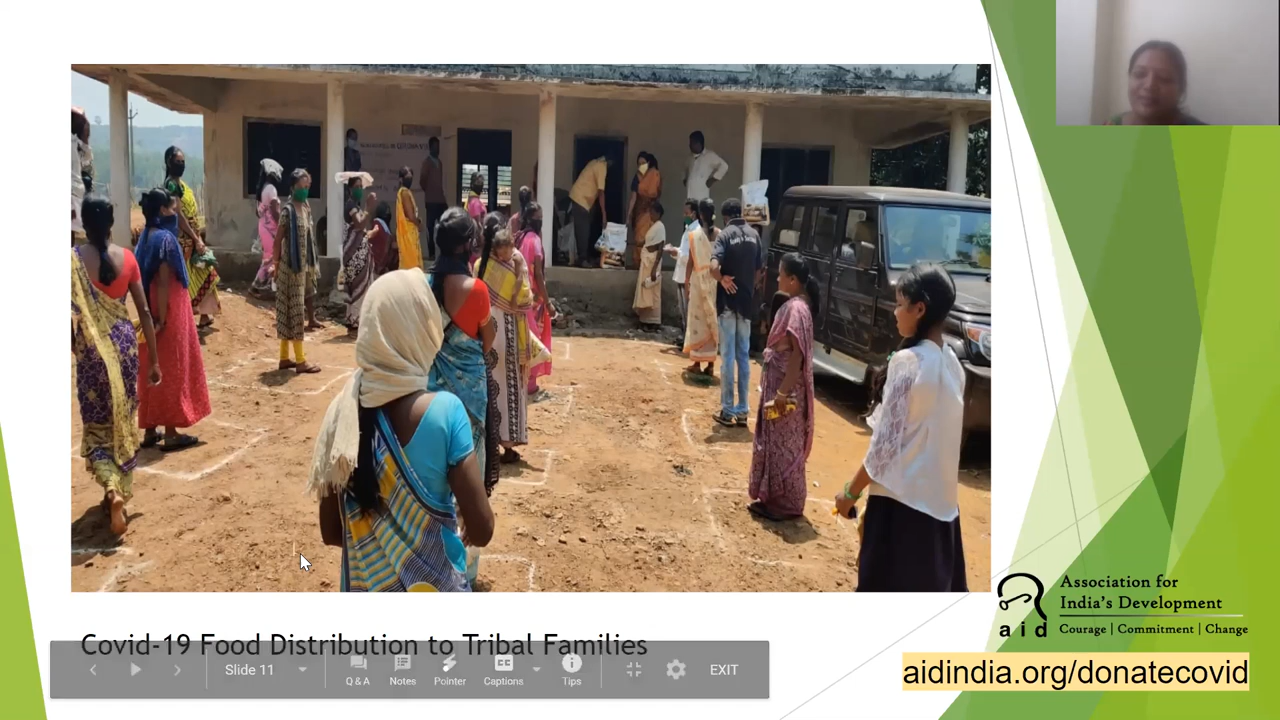 Covid-19 Food Distribution to Tribal Families
Slide 11
Q & A
Notes
Pointer
Captions
Tips
EXIT
Association for
India's Development
aid
Courage | Commitment | Change
aidindia.org/donatecovid